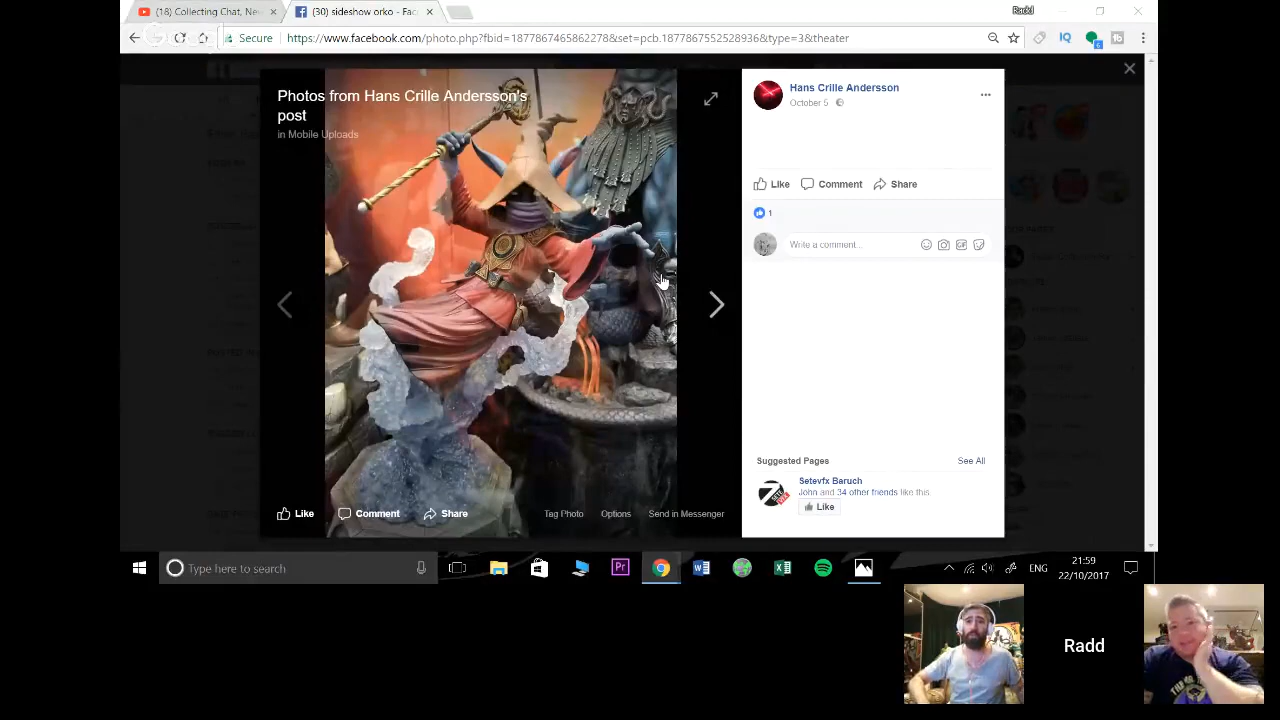 (18) Collecting Chat, Ne
(30) sideshow orko - Fac
Radd
Secure
https://www.facebook.com/photo.php?fbid=1877867465862278&set=pcb.1877867552528936&type=3&theater
IQ
6
Photos from Hans Crille Andersson's
post
in Mobile Uploads
Hans Crille Andersson
October 5
Like Comment Share
1
Write a comment...
GIF
Suggested Pages See All
Setevfx Baruch
John and 34 other friends like this.
Like
Like Comment Share
Tag Photo Options Send in Messenger
Type here to search
Pr
ENG
21:59
22/10/2017
Radd